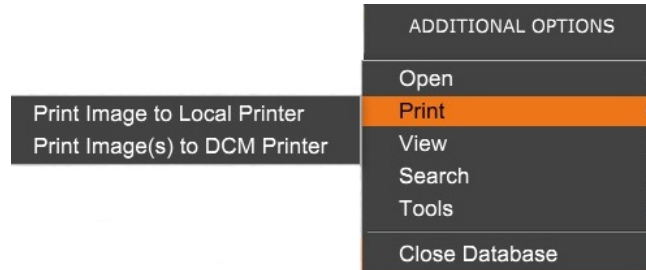 ADDITIONAL OPTIONS
Open
Print
Print Image to Local Printer
Print Image(s) to DCM Printer
View
Search
Tools
Close Database